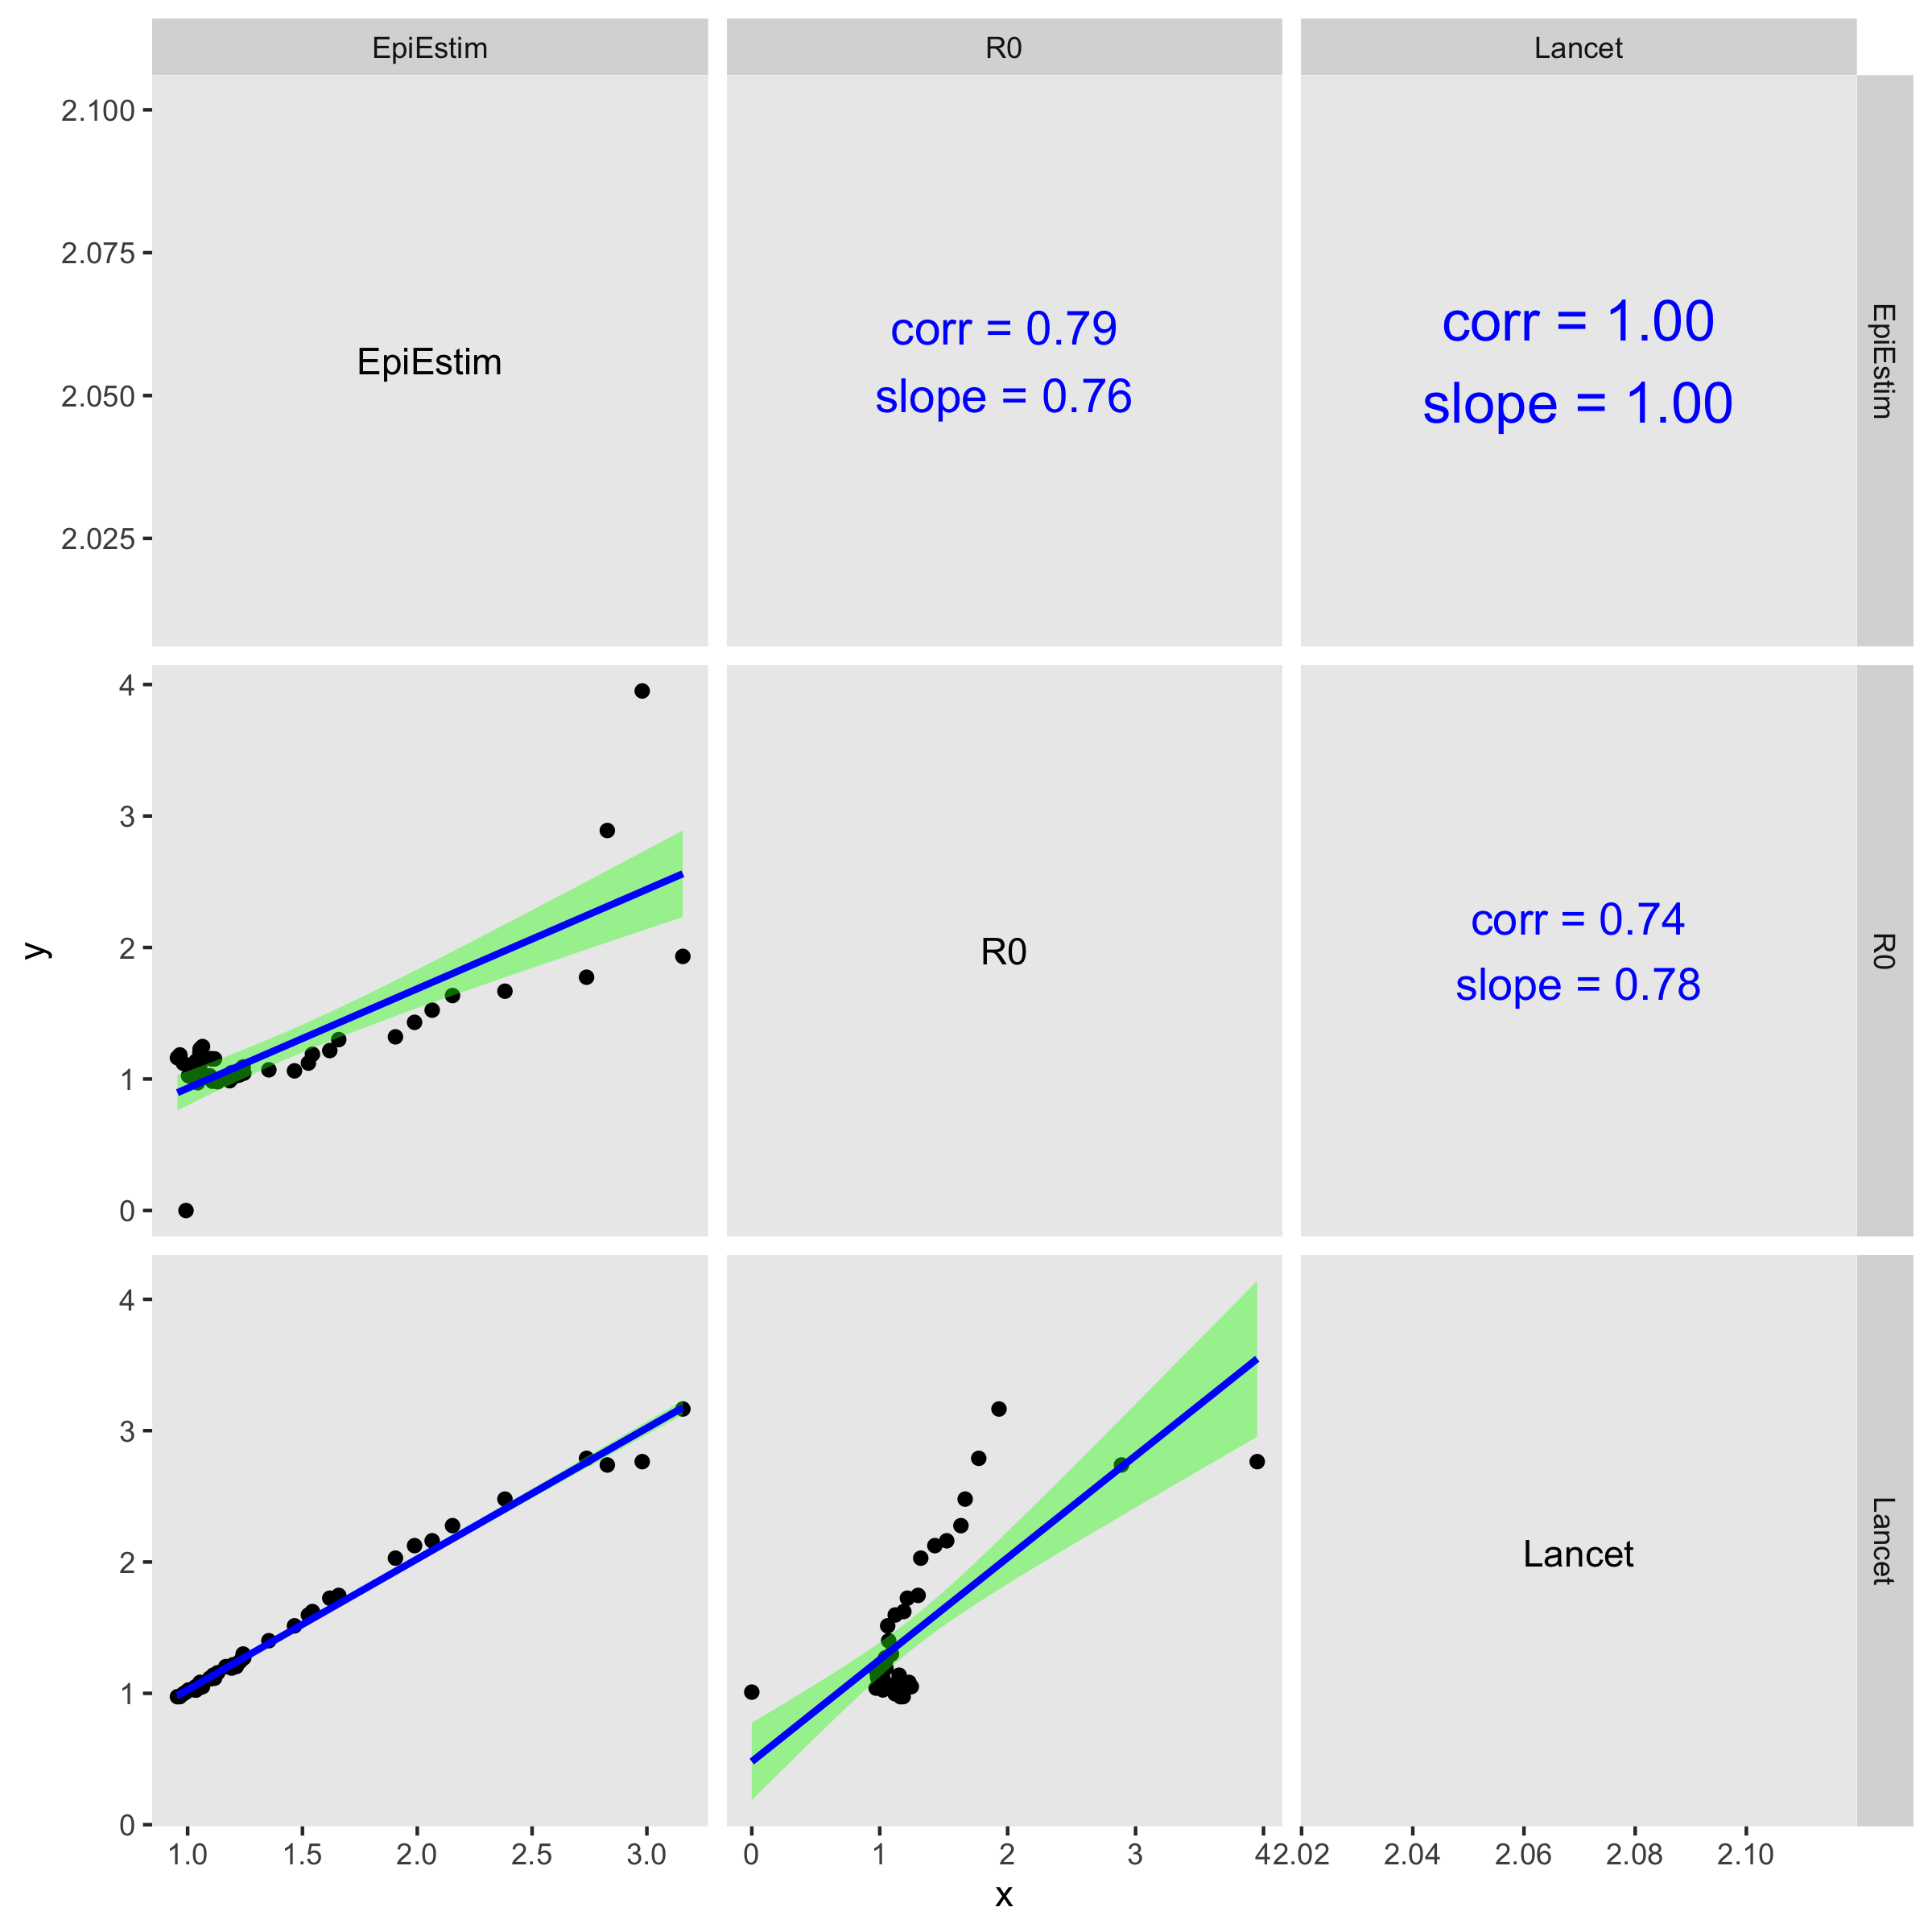 EpiEstim R0 Lancet
2.100
2.075
2.050
2.025
EpiEstim
corr = 0.79
slope = 0.76
corr = 1.00
slope = 1.00
EpiEstim
y
4
3
2
1
0
R0
corr = 0.74
slope = 0.78
R0
4
3
2
1
0
Lancet
Lancet
1.0 1.5 2.0 2.5 3.0 0 1 2 3 4 2.02 2.04 2.06 2.08 2.10
x